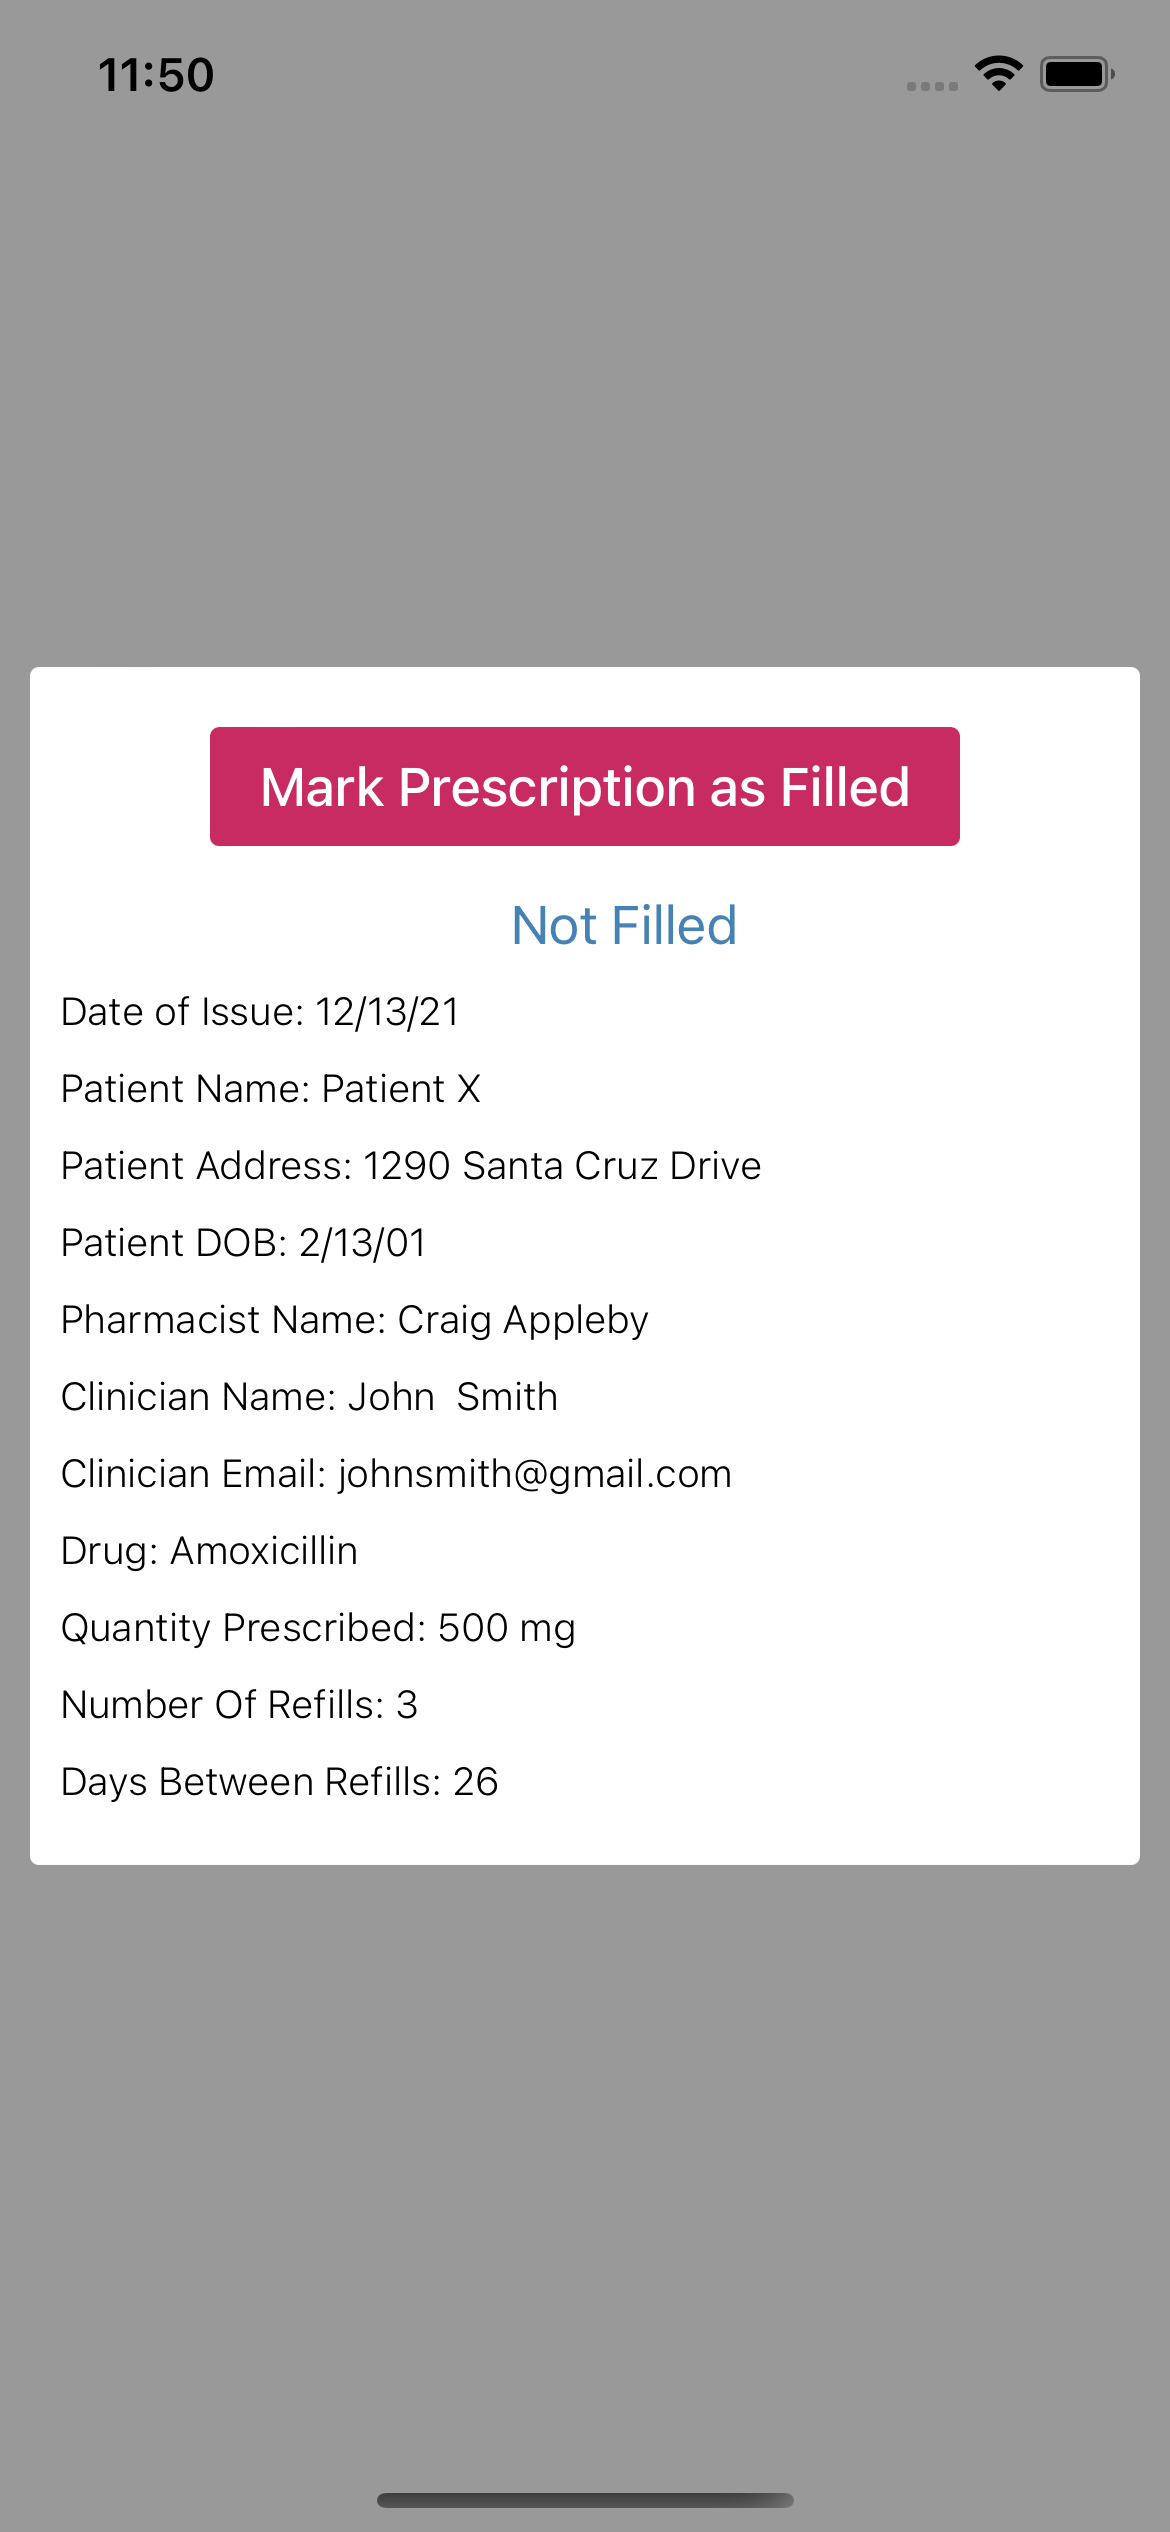 11:50
Mark Prescription as Filled
Not Filled
Date of Issue: 12/13/21
Patient Name: Patient X
Patient Address: 1290 Santa Cruz Drive
Patient DOB: 2/13/01
Pharmacist Name: Craig Appleby
Clinician Name: John  Smith
Clinician Email: johnsmith@gmail.com
Drug: Amoxicillin
Quantity Prescribed: 500 mg
Number Of Refills: 3
Days Between Refills: 26